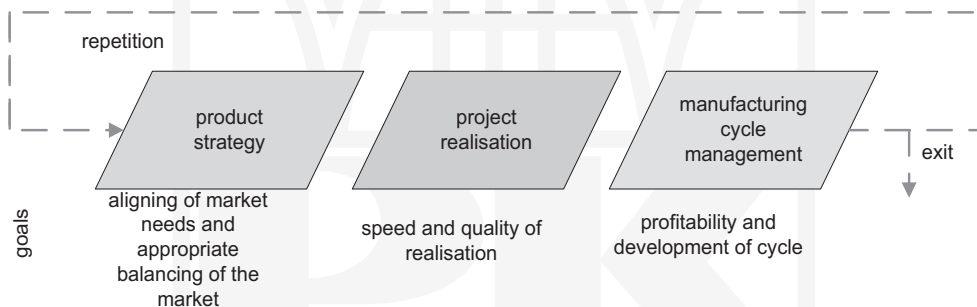 repetition
product
strategy
project
realisation
manufacturing
cycle
management
exit
goals
aligning of market
needs and
appropriate
balancing of the
market
speed and quality of
realisation
profitability and
development of cycle